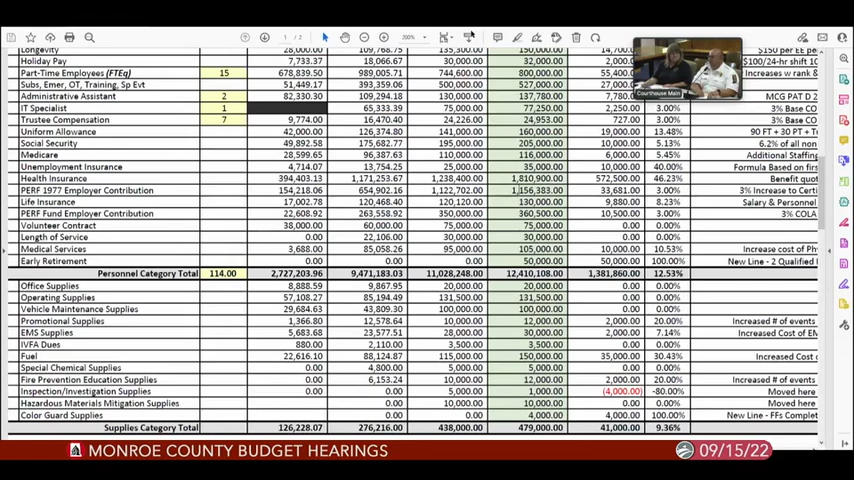 1 / 2 200%
Longevity 28,000.00 109,768.75 135,300.00 150,000.00 14,700 $150 per EE
Holiday Pay 7,733.37 18,066.67 30,000.00 32,000.00 2,000 $100/24-hr shift 10
Part-Time Employees (FTEq) 15 678,839.50 989,005.71 744,600.00 800,000.00 55,400 Increases w rank &
Subs, Emer, OT, Training, Sp Evt 51,449.17 393,359.06 500,000.00 527,000.00 27,000
Administrative Assistant 2 82,330.30 109,294.18 130,000.00 137,780.00 7,780 MCG PAT D 2
IT Specialist 1 65,333.39 75,000.00 77,250.00 2,250.00 3.00% 3% Base CO
Trustee Compensation 7 9,774.00 16,470.40 24,226.00 24,953.00 727.00 3.00% 3% Base CO
Uniform Allowance 42,000.00 126,374.80 141,000.00 160,000.00 19,000.00 13.48% 90 FT + 30 PT +
Social Security 49,892.58 175,682.77 195,000.00 205,000.00 10,000.00 5.13% 6.2% of all non
Medicare 28,599.65 96,387.63 110,000.00 116,000.00 6,000.00 5.45% Additional Staffing
Unemployment Insurance 4,714.07 13,754.25 25,000.00 35,000.00 10,000.00 40.00% Formula Based on first
Health Insurance 394,403.13 1,171,253.67 1,238,400.00 1,810,900.00 572,500.00 46.23% Benefit quot
PERF 1977 Employer Contribution 154,218.06 654,902.16 1,122,702.00 1,156,383.00 33,681.00 3.00% 3% Increase to Certi
Life Insurance 17,002.78 120,468.40 120,120.00 130,000.00 9,880.00 8.23% Salary & Personnel
PERF Fund Employer Contribution 22,608.92 263,558.92 350,000.00 360,500.00 10,500.00 3.00% 3% COLA
Volunteer Contract 38,000.00 60,000.00 75,000.00 75,000.00 0.00 0.00%
Length of Service 22,106.00 30,000.00 30,000.00 0.00 0.00%
Medical Services 3,688.00 85,058.26 95,000.00 105,000.00 10,000.00 10.53% Increase cost of Ph
Early Retirement 0.00 0.00 50,000.00 50,000.00 100.00% New Line - 2 Qualified
Personnel Category Total 114.00 2,727,203.96 9,471,183.03 11,028,248.00 12,410,108.00 1,381,860.00 12.53%
Office Supplies 8,888.59 9,867.95 20,000.00 20,000.00 0.00 0.00%
Operating Supplies 57,108.27 85,194.49 131,500.00 131,500.00 0.00 0.00%
Vehicle Maintenance Supplies 29,684.63 43,809.30 100,000.00 100,000.00 0.00 0.00%
Promotional Supplies 1,366.80 12,578.64 10,000.00 12,000.00 2,000.00 20.00% Increased # of events
EMS Supplies 5,683.68 23,577.31 28,000.00 30,000.00 2,000.00 7.14% Increased Cost of EM
IVFA Dues 880.00 2,110.00 3,500.00 3,500.00 0.00 0.00%
Fuel 22,616.10 88,124.87 115,000.00 150,000.00 35,000.00 30.43% Increased Cost o
Special Chemical Supplies 0.00 4,800.00 5,000.00 5,000.00 0.00 0.00%
Fire Prevention Education Supplies 0.00 6,153.24 10,000.00 12,000.00 2,000.00 20.00% Increased # of events
Inspection/Investigation Supplies 0.00 0.00 5,000.00 1,000.00 (4,000.00) -80.00% Moved here
Hazardous Materials Mitigation Supplies 0.00 10,000.00 10,000.00 0.00 0.00% Moved here
Color Guard Supplies 0.00 0.00 4,000.00 4,000.00 100.00% New Line - FFs Complet
Supplies Category Total 126,228.07 276,216.00 438,000.00 479,000.00 41,000.00 9.36%
Courthouse Main
MONROE COUNTY BUDGET HEARINGS 09/15/22